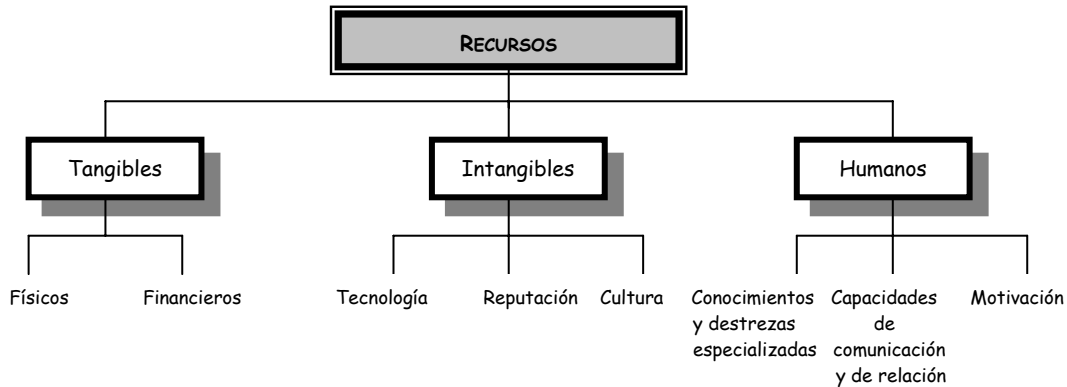 RECURSOS
Tangibles
Intangibles
Humanos
Físicos
Financieros
Tecnología
Reputación
Cultura
Conocimientos
y destrezas
especializadas
Capacidades
de
comunicación
y de relación
Motivación